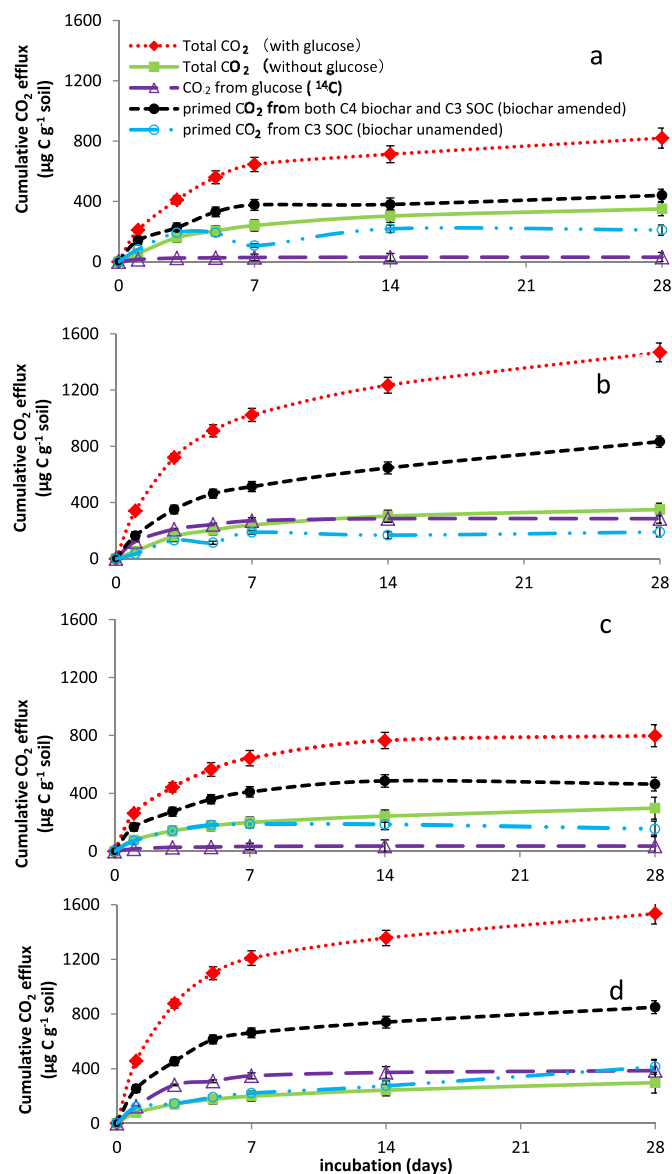 1600
1200
800
400
0
Cumulative CO₂ efflux
(µg C g⁻¹ soil)
a
Total CO₂ (with glucose)
Total CO₂ (without glucose)
CO₂ from glucose ( ¹⁴C)
primed CO₂ from both C4 biochar and C3 SOC (biochar amended)
primed CO₂ from C3 SOC (biochar unamended)
0 7 14 21 28
1600
1200
800
400
0
Cumulative CO₂ efflux
(µg C g⁻¹ soil)
b
0 7 14 21 28
1600
1200
800
400
0
Cumulative CO₂ efflux
(µg C g⁻¹ soil)
c
0 7 14 21 28
1600
1200
800
400
0
Cumulative CO₂ efflux
(µg C g⁻¹ soil)
d
0 7 14 21 28
incubation (days)